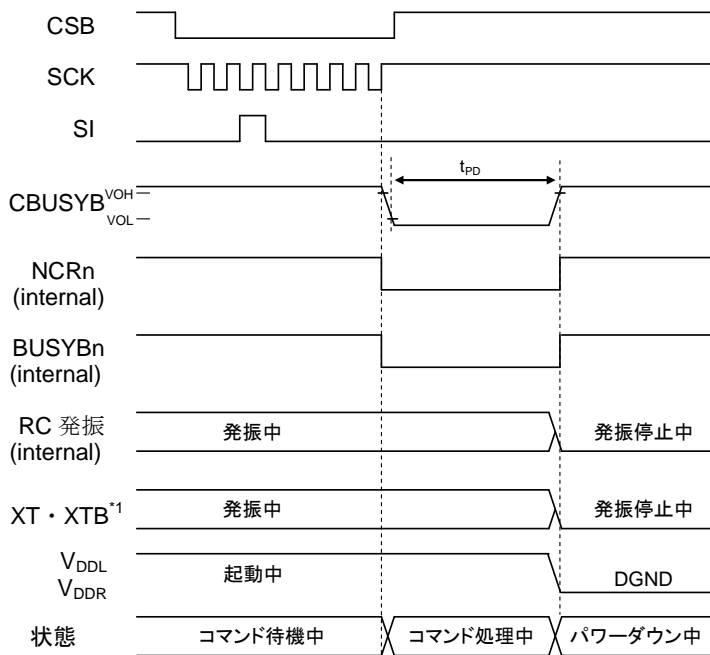 CSB
SCK
SI
tPD
CBUSYB VOH
VOL
NCRn
(internal)
BUSYBn
(internal)
RC 発振
(internal)
発振中
発振停止中
XT・XTB*1
発振中
発振停止中
VDDL
VDDR
起動中
DGND
状態
コマンド待機中
コマンド処理中
パワーダウン中